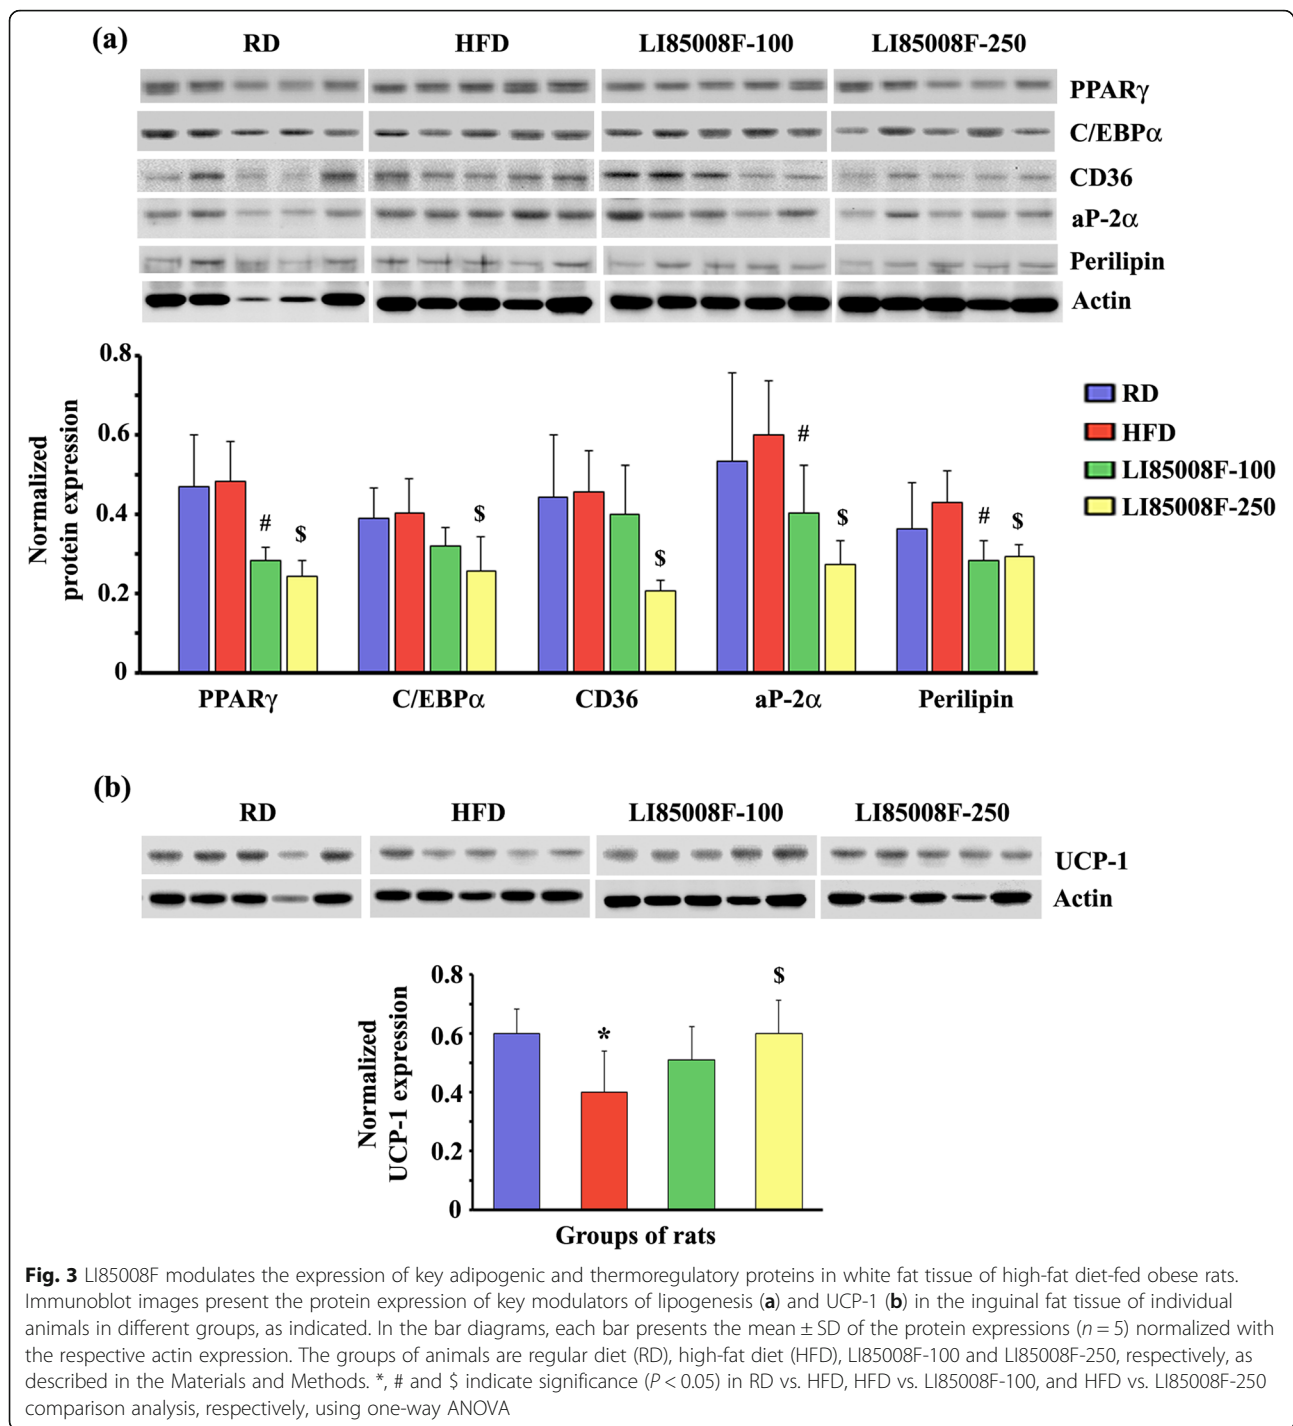 (a)
RD HFD LI85008F-100 LI85008F-250
PPARγ
C/EBPα
CD36
aP-2α
Perilipin
Actin
Normalized
protein expression
0.8
0.6
0.4
0.2
0
# $ $ $ # $ # $
PPARγ C/EBPα CD36 aP-2α Perilipin
RD
HFD
LI85008F-100
LI85008F-250
(b)
RD HFD LI85008F-100 LI85008F-250
UCP-1
Actin
Normalized
UCP-1 expression
0.8
0.6
0.4
0.2
0
* $
Groups of rats
Fig. 3 LI85008F modulates the expression of key adipogenic and thermoregulatory proteins in white fat tissue of high-fat diet-fed obese rats.
Immunoblot images present the protein expression of key modulators of lipogenesis (a) and UCP-1 (b) in the inguinal fat tissue of individual
animals in different groups, as indicated. In the bar diagrams, each bar presents the mean ± SD of the protein expressions (n = 5) normalized with
the respective actin expression. The groups of animals are regular diet (RD), high-fat diet (HFD), LI85008F-100 and LI85008F-250, respectively, as
described in the Materials and Methods. *, # and $ indicate significance (P < 0.05) in RD vs. HFD, HFD vs. LI85008F-100, and HFD vs. LI85008F-250
comparison analysis, respectively, using one-way ANOVA